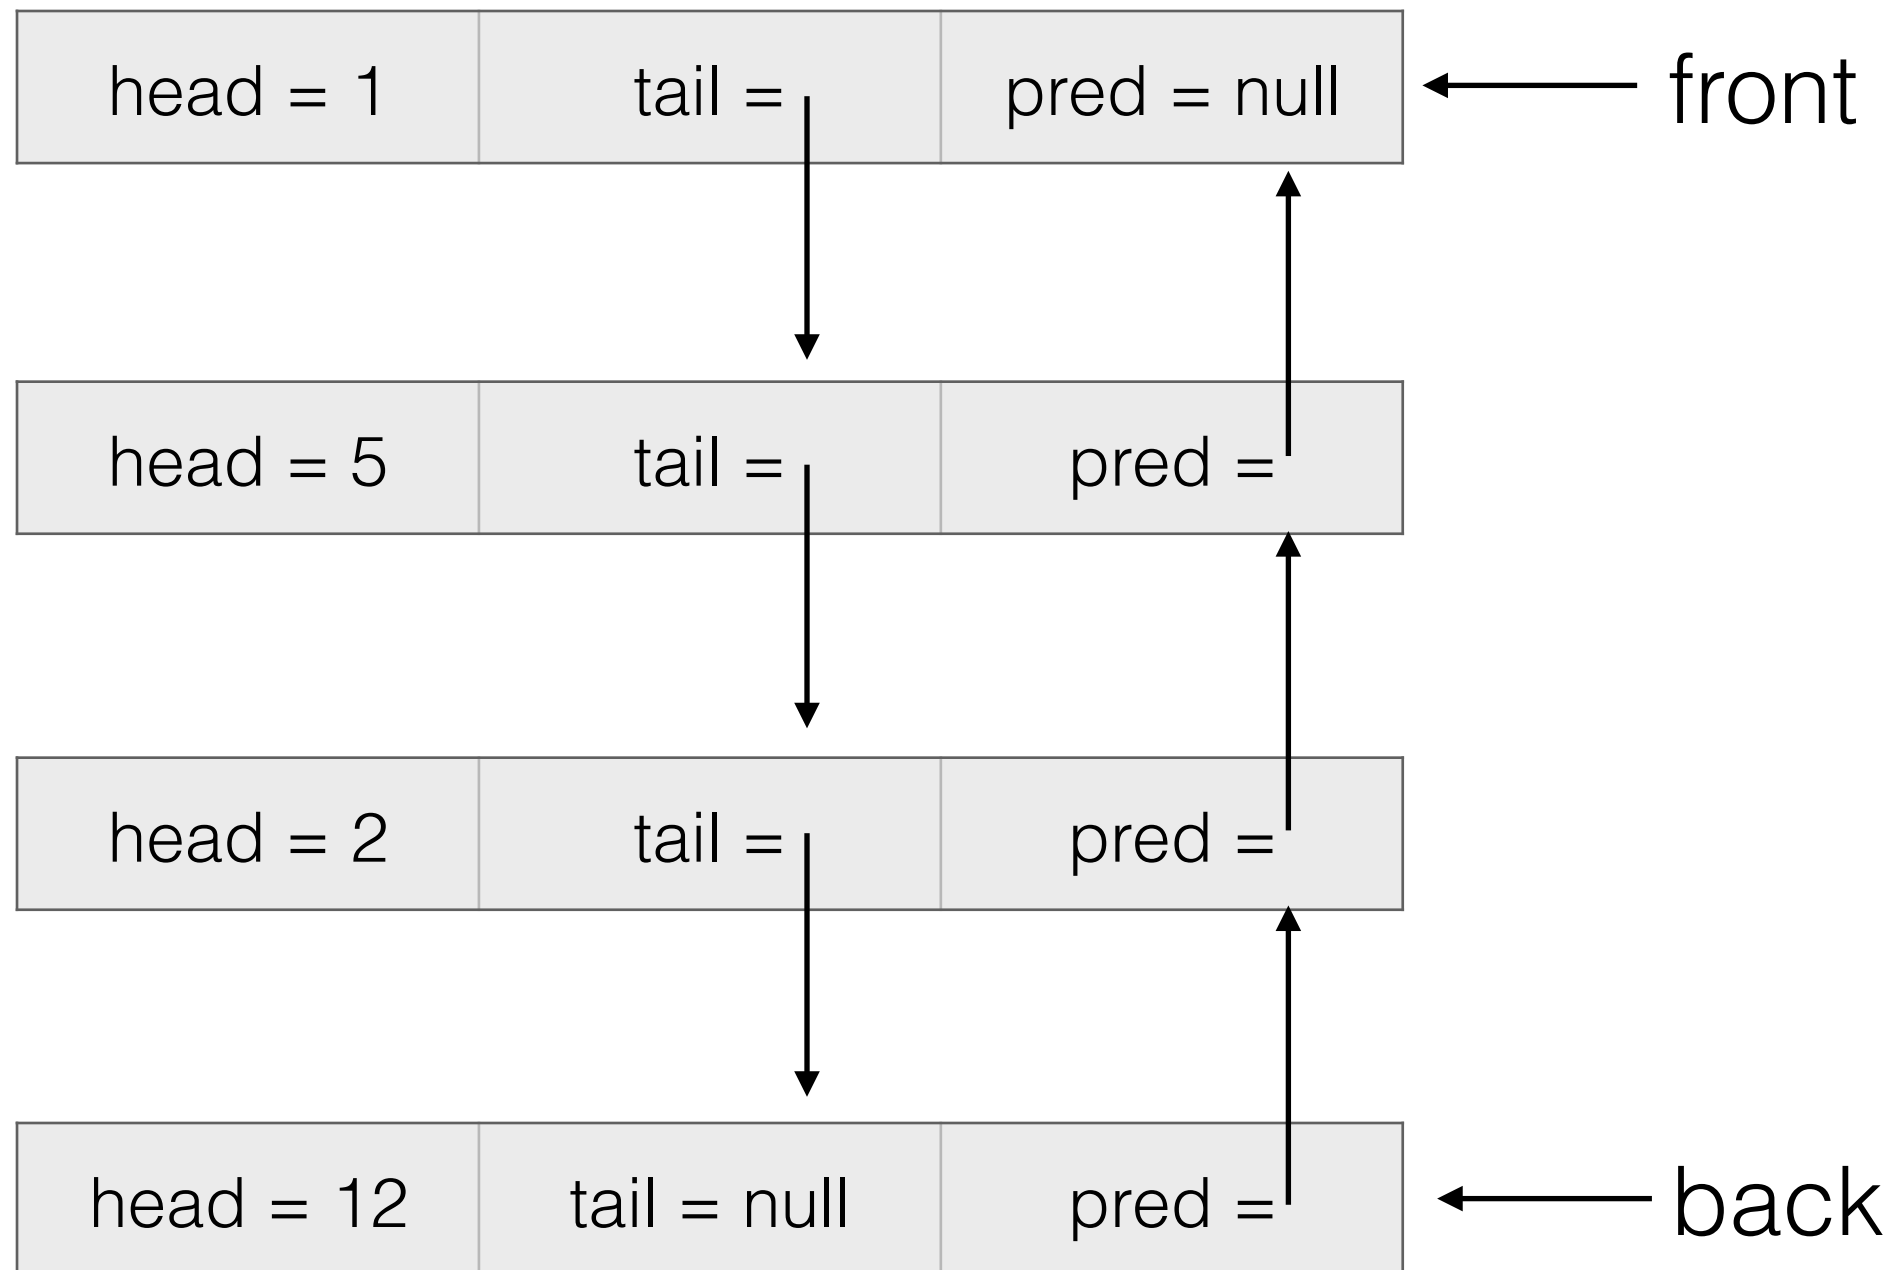 head = 1 tail = pred = null front
head = 5 tail = pred =
head = 2 tail = pred =
head = 12 tail = null pred = back